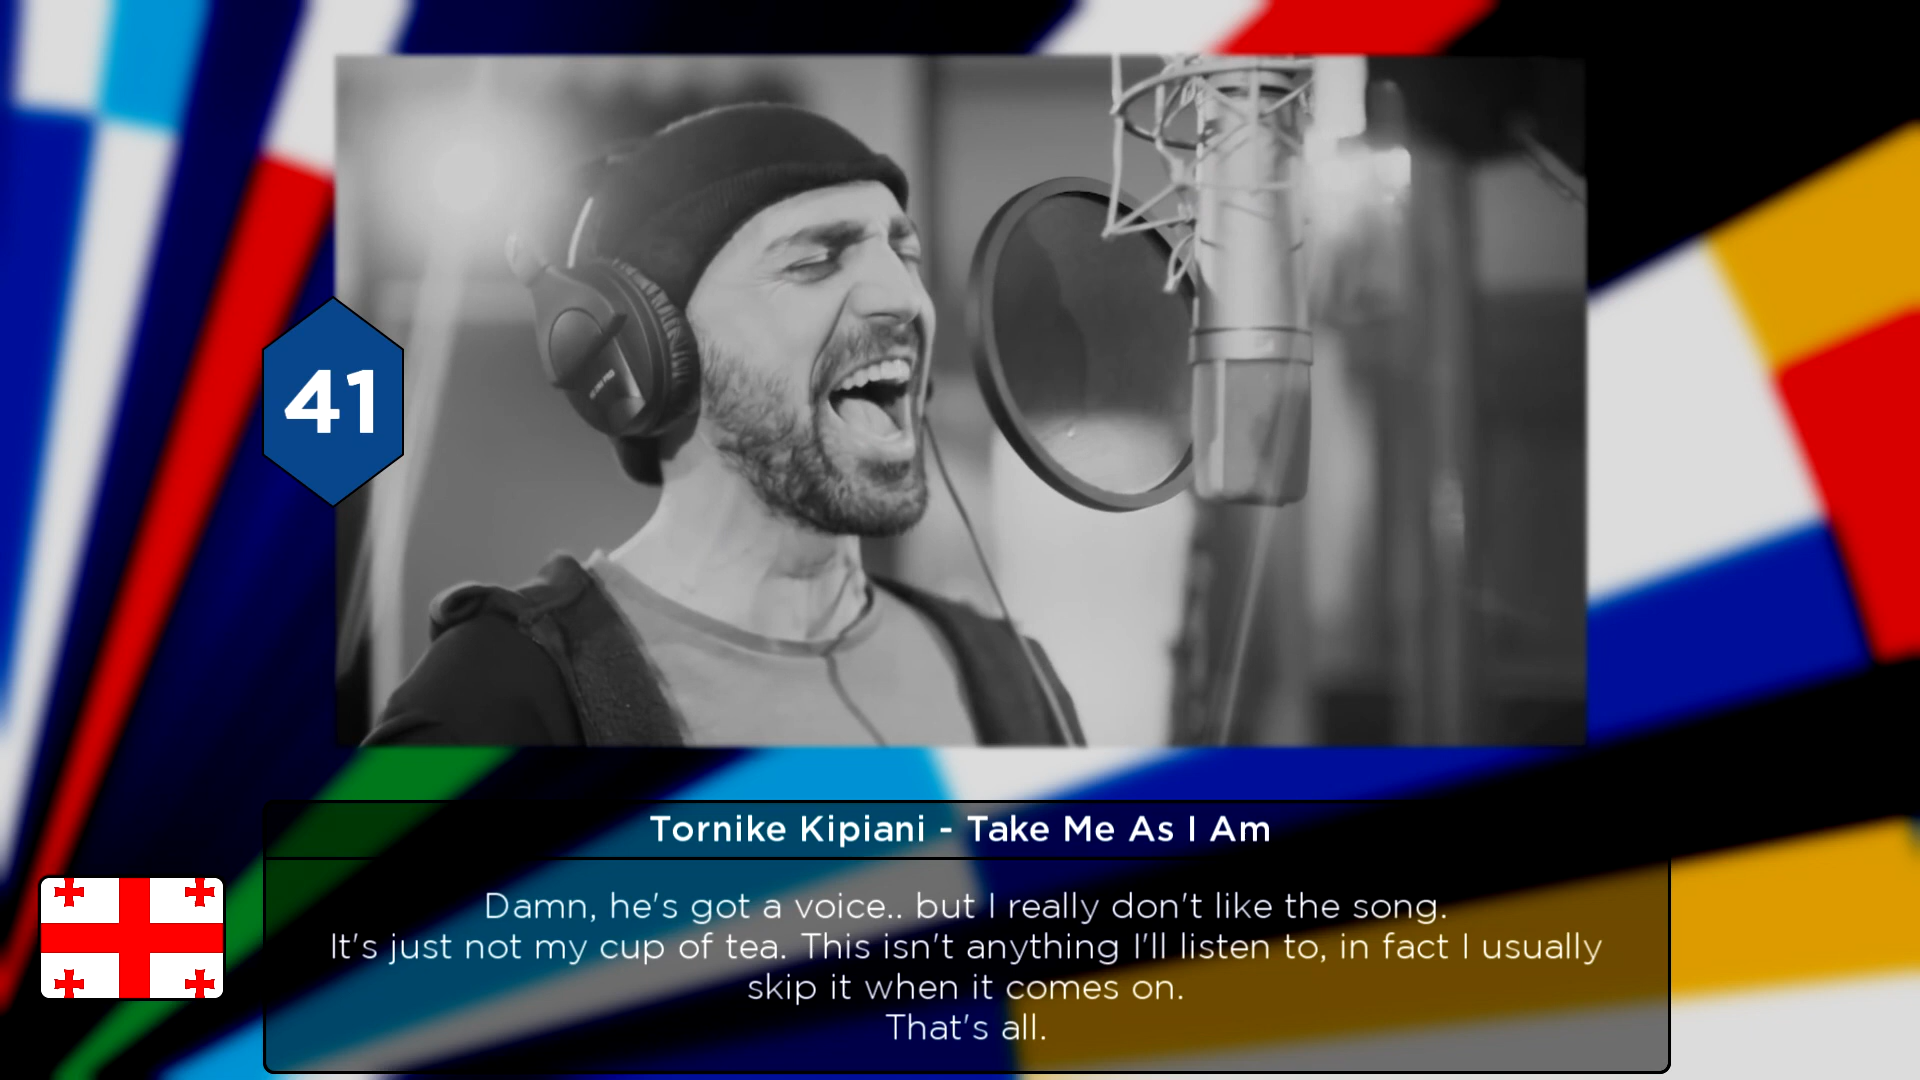 41
Tornike Kipiani - Take Me As I Am
Damn, he's got a voice.. but I really don't like the song.
It's just not my cup of tea. This isn't anything I'll listen to, in fact I usually
skip it when it comes on.
That's all.